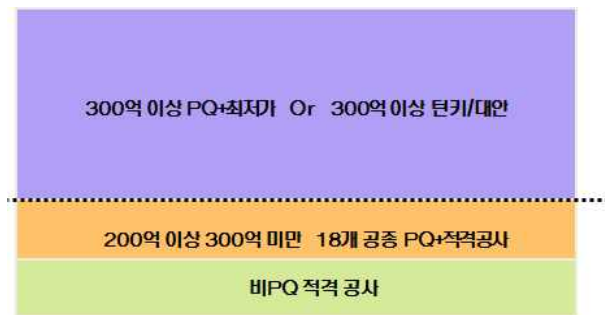 300억 이상 PQ+최저가 Or 300억 이상 턴키/대안
200억 이상 300억 미만 18개 공종 PQ+적격공사
비PQ 적격 공사